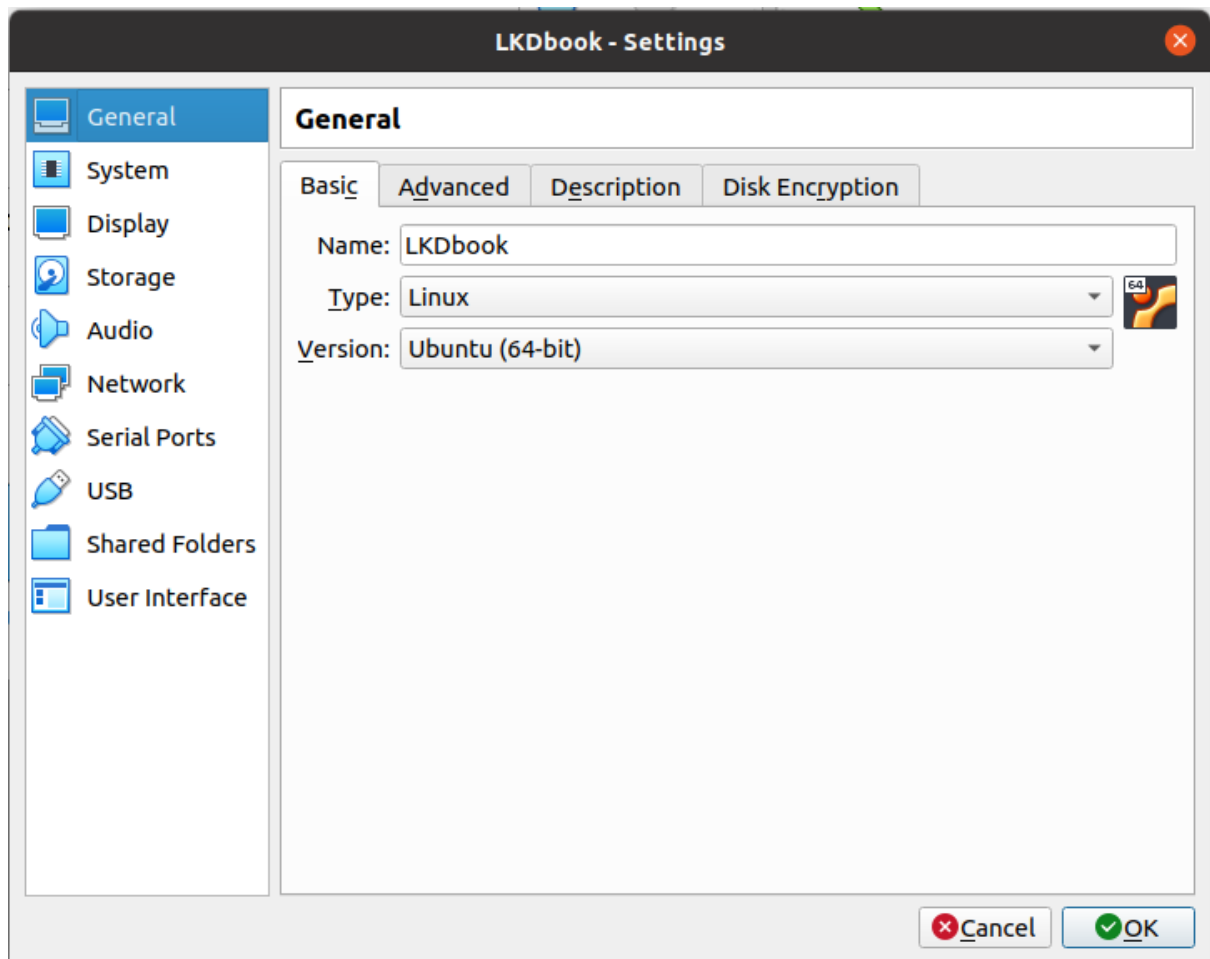 LKDbook - Settings
General
System
Display
Storage
Audio
Network
Serial Ports
USB
Shared Folders
User Interface
General
Basic Advanced Description Disk Encryption
Name: LKDbook
Type: Linux
64
Version: Ubuntu (64-bit)
Cancel OK